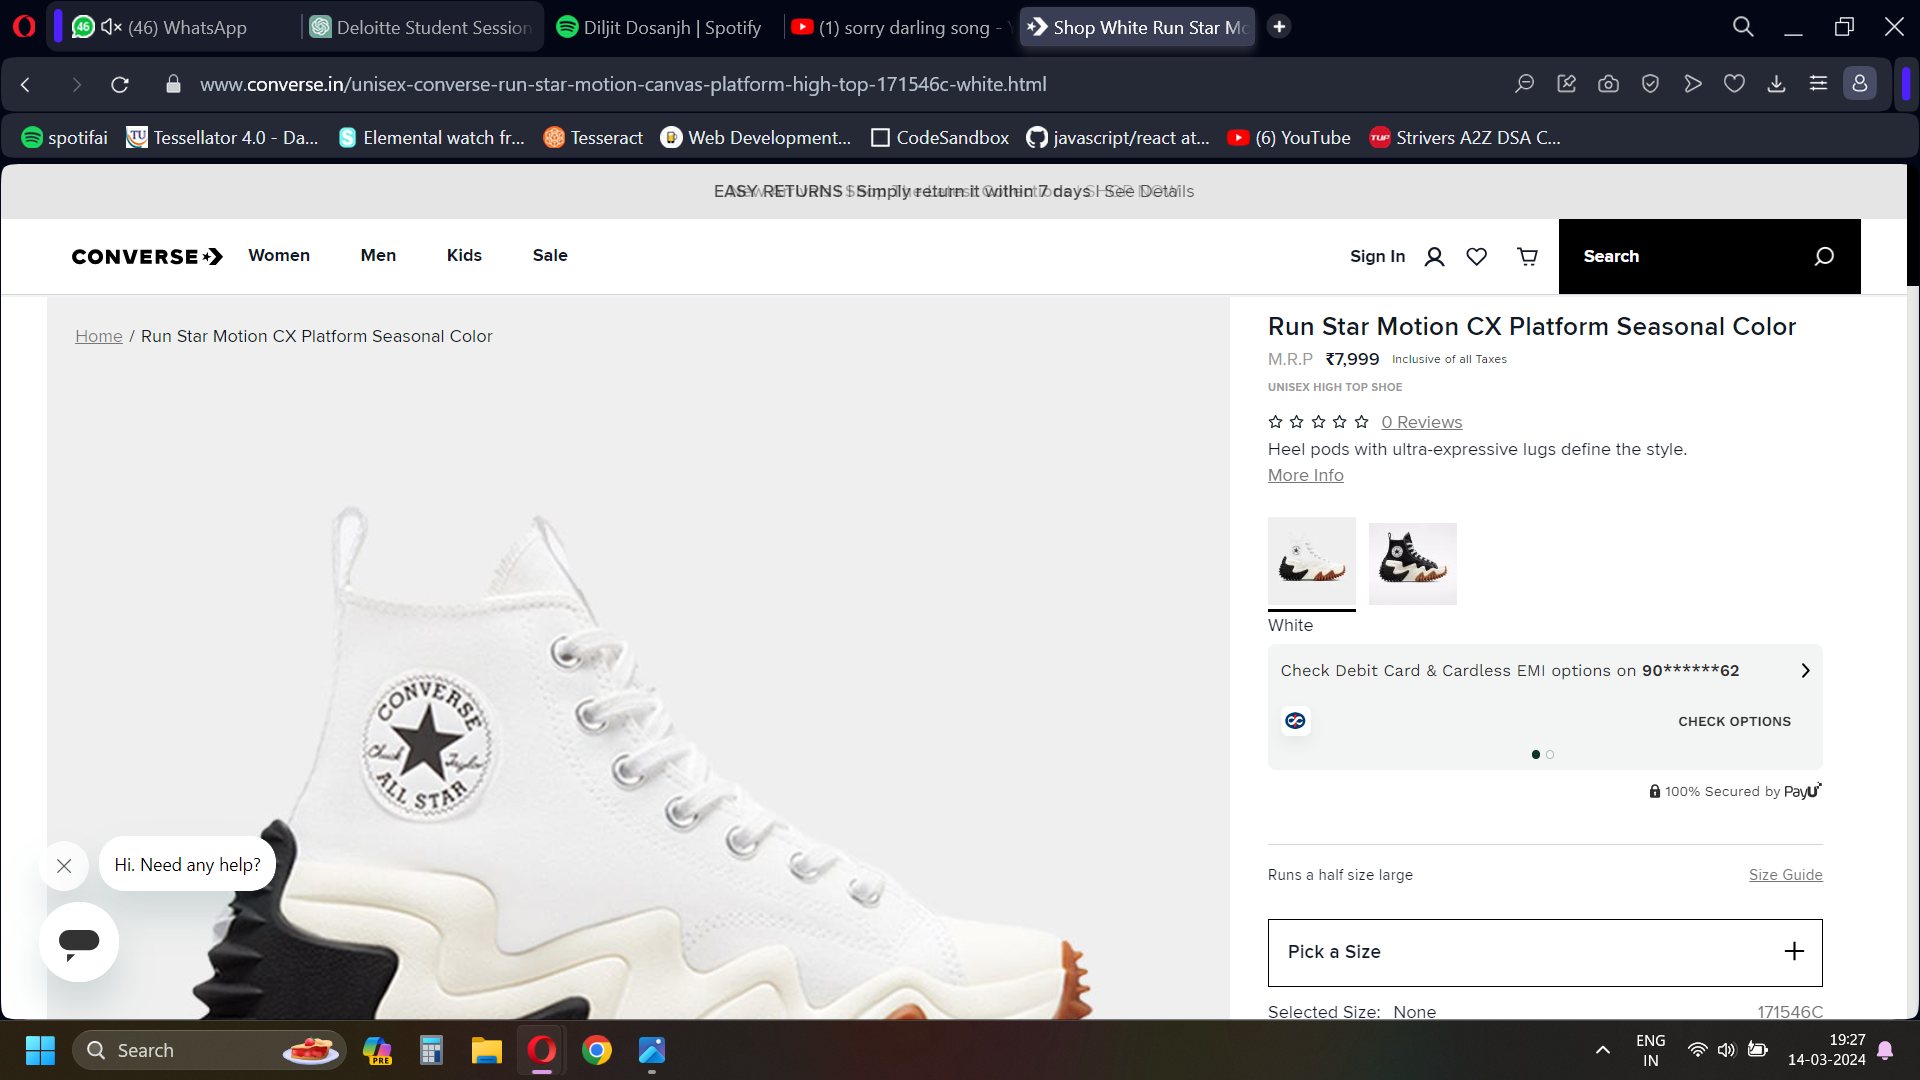 46 (46) WhatsApp
Deloitte Student Session
Diljit Dosanjh | Spotify
(1) sorry darling song -
Shop White Run Star Mo
www.converse.in/unisex-converse-run-star-motion-canvas-platform-high-top-171546c-white.html
spotifai
TU Tessellator 4.0 - Da...
Elemental watch fr...
Tesseract
Web Development...
CodeSandbox
javascript/react at...
(6) YouTube
TUF Strivers A2Z DSA C...
EASY RETURNS | Simply return it within 7 days | See Details
CONVERSE
Women
Men
Kids
Sale
Sign In
Search
Home / Run Star Motion CX Platform Seasonal Color
CONVERSE
Chuck Taylor
ALL STAR
Hi. Need any help?
Run Star Motion CX Platform Seasonal Color
M.R.P ₹7,999 Inclusive of all Taxes
UNISEX HIGH TOP SHOE
0 Reviews
Heel pods with ultra-expressive lugs define the style.
More Info
White
Check Debit Card & Cardless EMI options on 90******62
CHECK OPTIONS
100% Secured by PayU
Runs a half size large
Size Guide
Pick a Size
Selected Size: None
171546C
Search
PRE
ENG
IN
19:27
14-03-2024